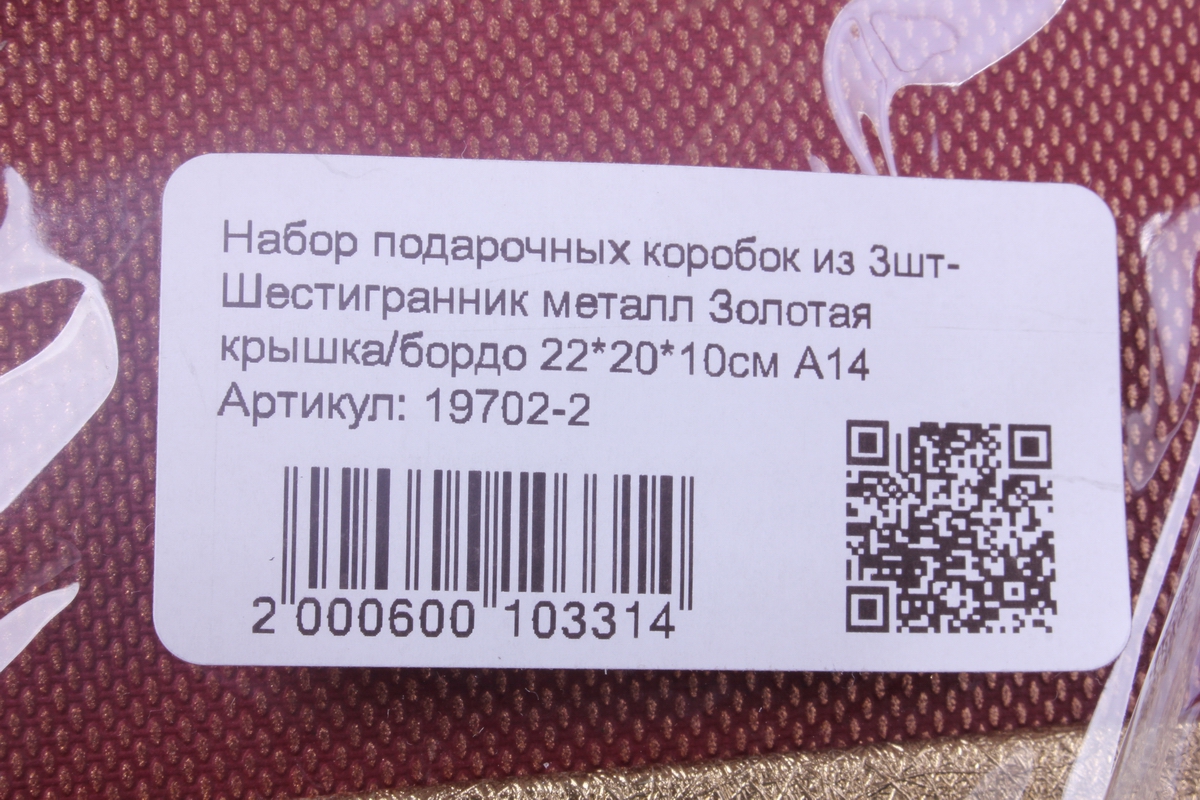 Набор подарочных коробок из 3шт-
Шестигранник металл Золотая
крышка/бордо 22*20*10см А14
Артикул: 19702-2
2 000600 103314